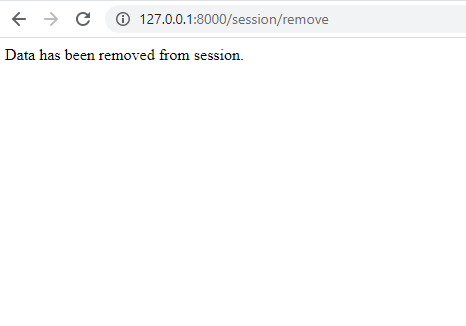 127.0.0.1:8000/session/remove
Data has been removed from session.